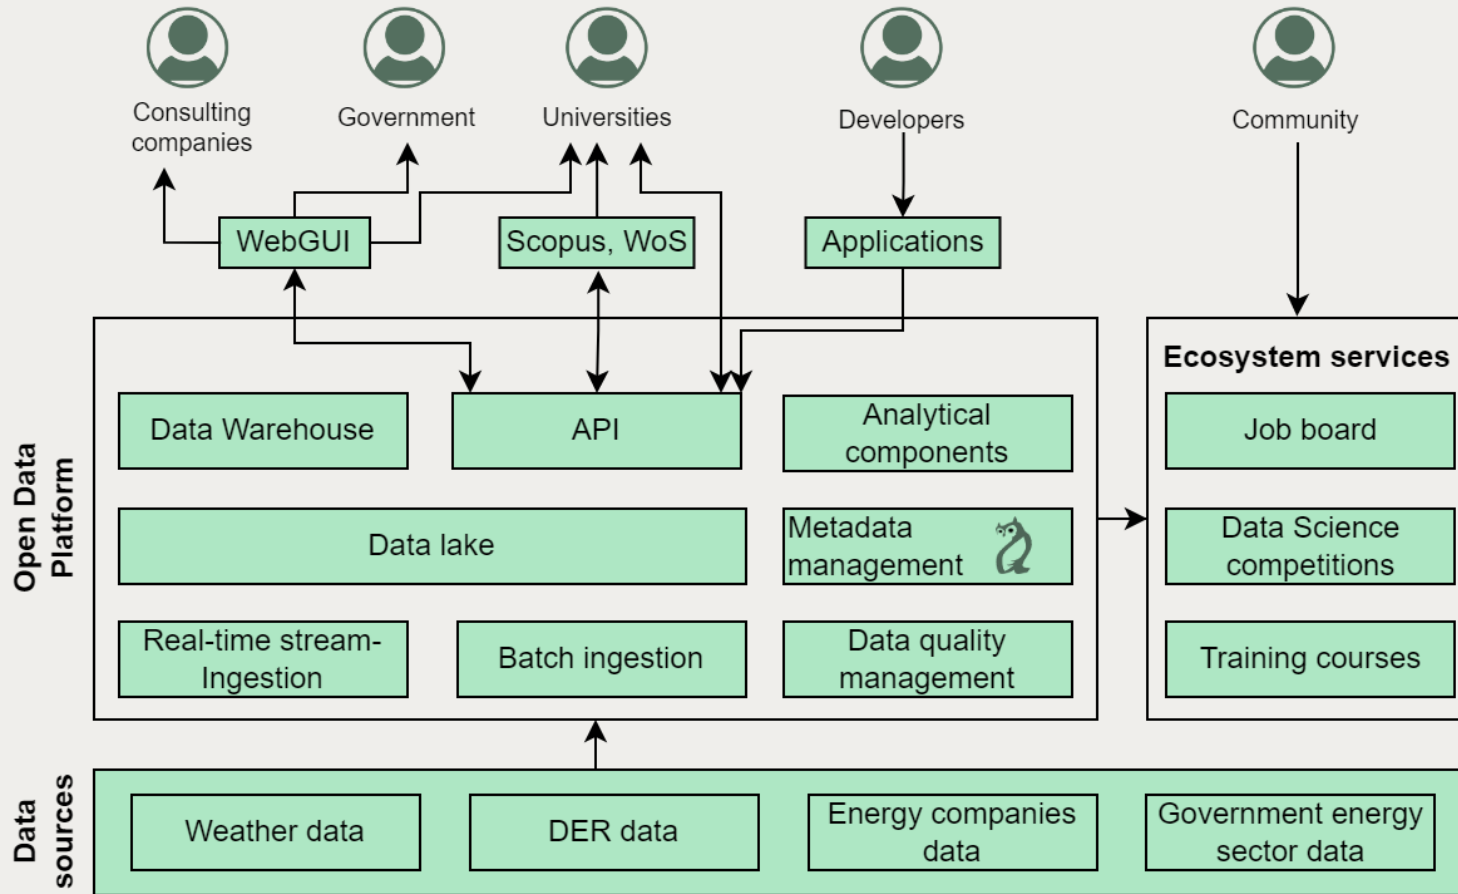 Consulting
companies
Government
Universities
Developers
Community
WebGUI
Scopus, WoS
Applications
Open Data
Platform
Data Warehouse
API
Analytical
components
Data lake
Metadata
management
Real-time stream-
Ingestion
Batch ingestion
Data quality
management
Ecosystem services
Job board
Data Science
competitions
Training courses
Data
sources
Weather data
DER data
Energy companies
data
Government energy
sector data